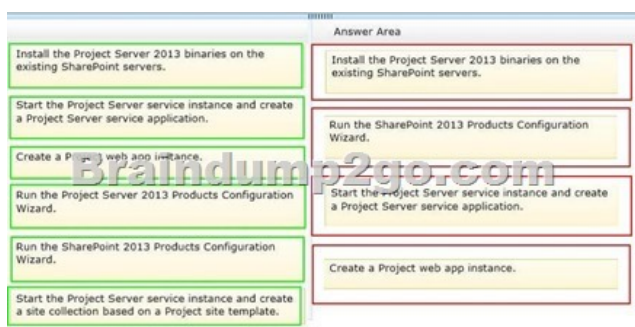 Answer Area
Install the Project Server 2013 binaries on the
existing SharePoint servers.
Start the Project Server service instance and create
a Project Server service application.
Create a Project web app instance.
Run the Project Server 2013 Products Configuration
Wizard.
Run the SharePoint 2013 Products Configuration
Wizard.
Start the Project Server service instance and create
a site collection based on a Project site template.
Install the Project Server 2013 binaries on the
existing SharePoint servers.
Run the SharePoint 2013 Products Configuration
Wizard.
Start the Project Server service instance and create
a Project Server service application.
Create a Project web app instance.
Braindump2go.com